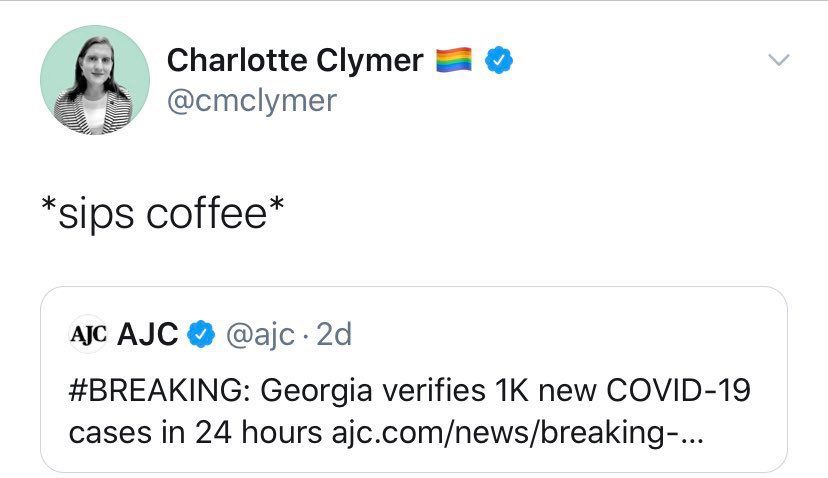 Charlotte Clymer 🏳️‍🌈
@cmclymer
*sips coffee*
AJC AJC @ajc · 2d
#BREAKING: Georgia verifies 1K new COVID-19
cases in 24 hours ajc.com/news/breaking-...